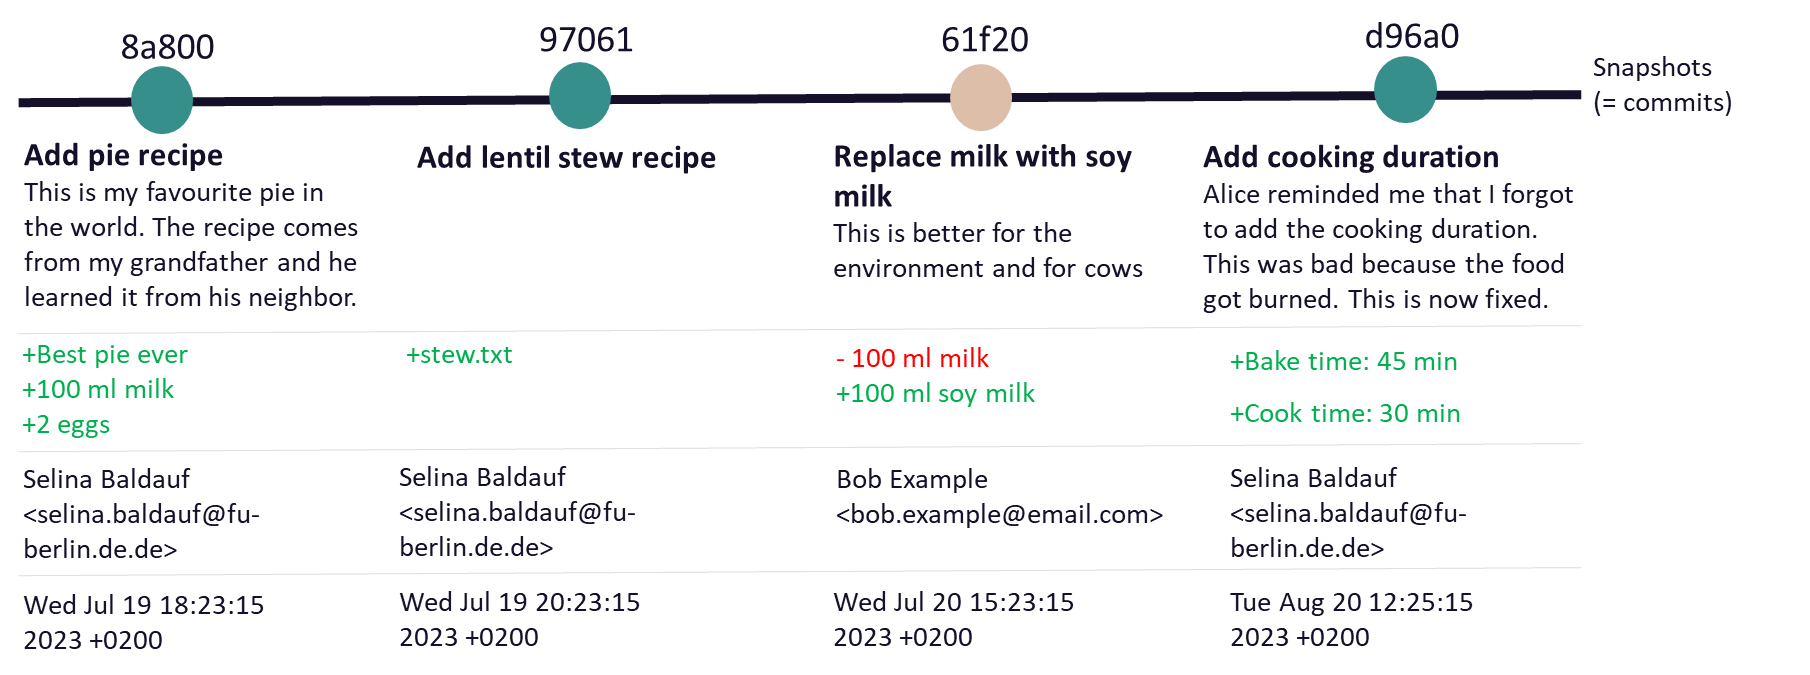 8a800
97061
61f20
d96a0
Snapshots
(= commits)
Add pie recipe
This is my favourite pie in
the world. The recipe comes
from my grandfather and he
learned it from his neighbor.
Add lentil stew recipe
Replace milk with soy
milk
This is better for the
environment and for cows
Add cooking duration
Alice reminded me that I forgot
to add the cooking duration.
This was bad because the food
got burned. This is now fixed.
+Best pie ever
+100 ml milk
+2 eggs
+stew.txt
- 100 ml milk
+100 ml soy milk
+Bake time: 45 min
+Cook time: 30 min
Selina Baldauf
<selina.baldauf@fu-
berlin.de.de>
Selina Baldauf
<selina.baldauf@fu-
berlin.de.de>
Bob Example
<bob.example@email.com>
Selina Baldauf
<selina.baldauf@fu-
berlin.de.de>
Wed Jul 19 18:23:15
2023 +0200
Wed Jul 19 20:23:15
2023 +0200
Wed Jul 20 15:23:15
2023 +0200
Tue Aug 20 12:25:15
2023 +0200